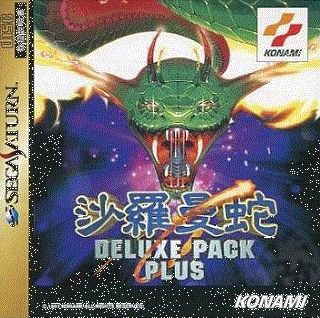 KONAMI
SEGA SATURN
沙羅曼蛇
DELUXE PACK
PLUS
KONAMI